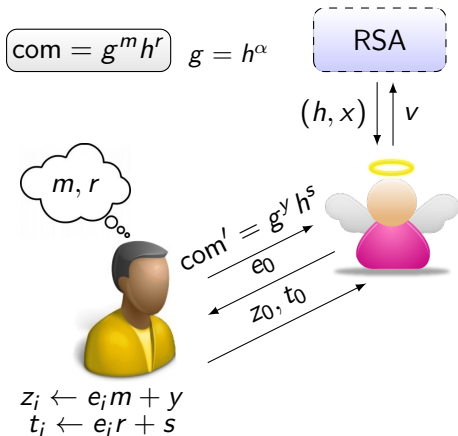 com = g^m h^r
g = h^α
RSA
(h, x)
v
m, r
com′ = g^y h^s
e_0
z_0, t_0
z_i ← e_i m + y
t_i ← e_i r + s